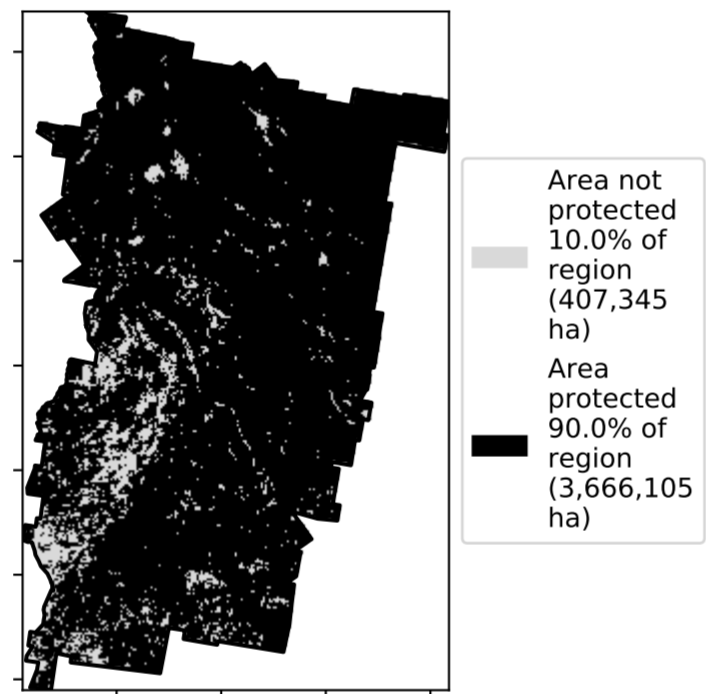 Area not
protected
10.0% of
region
(407,345
ha)
Area
protected
90.0% of
region
(3,666,105
ha)